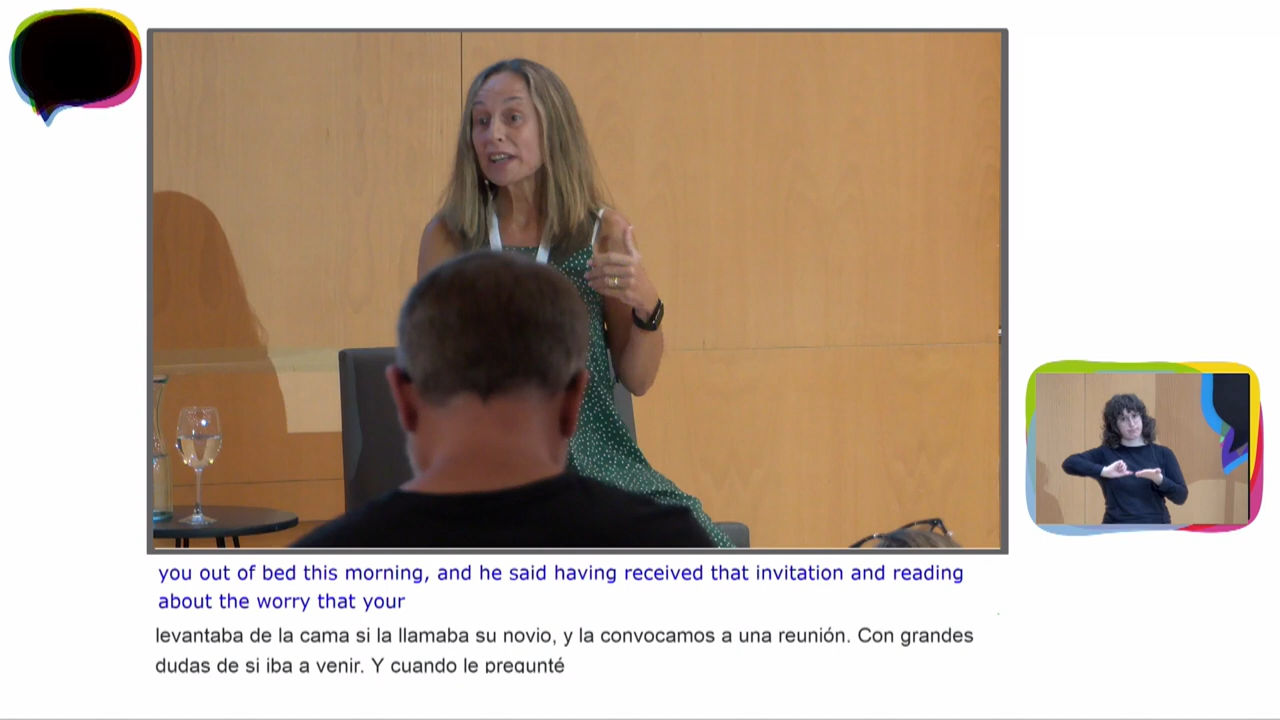 you out of bed this morning, and he said having received that invitation and reading
about the worry that your
levantaba de la cama si la llamaba su novio, y la convocamos a una reunión. Con grandes
dudas de si iba a venir. Y cuando le pregunté